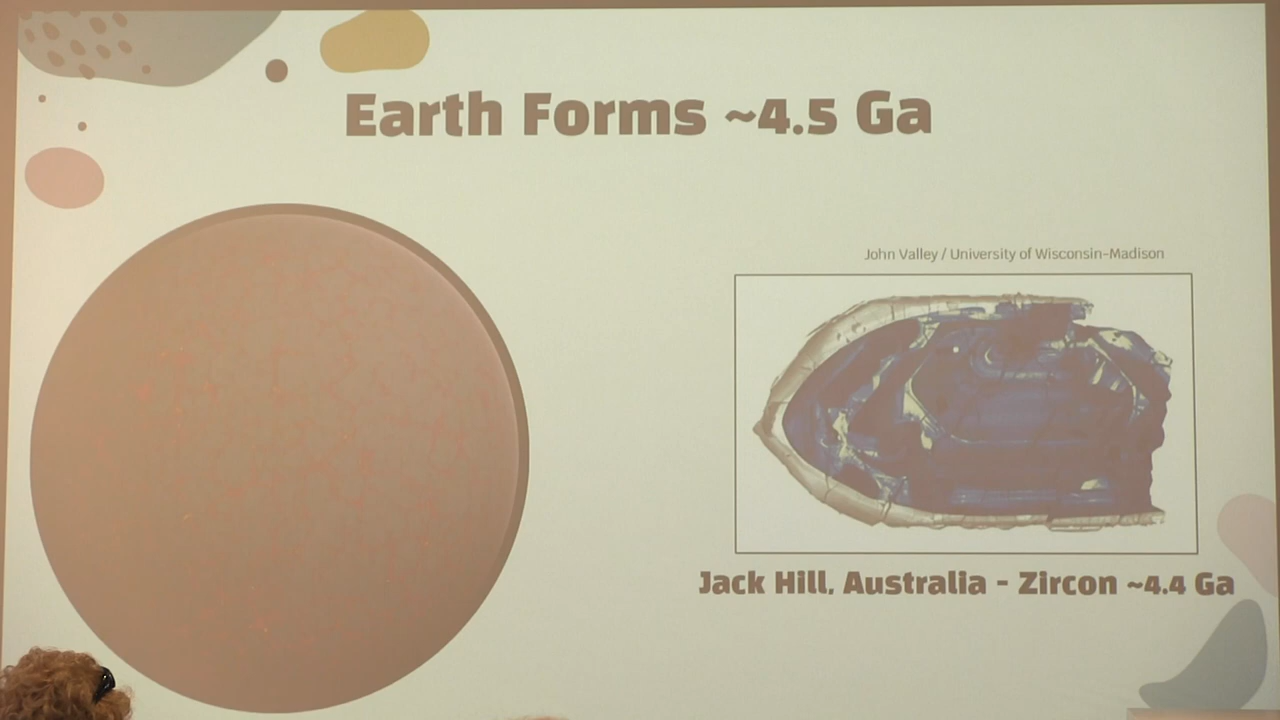 Earth Forms ~4.5 Ga
John Valley / University of Wisconsin-Madison
Jack Hill, Australia - Zircon ~4.4 Ga